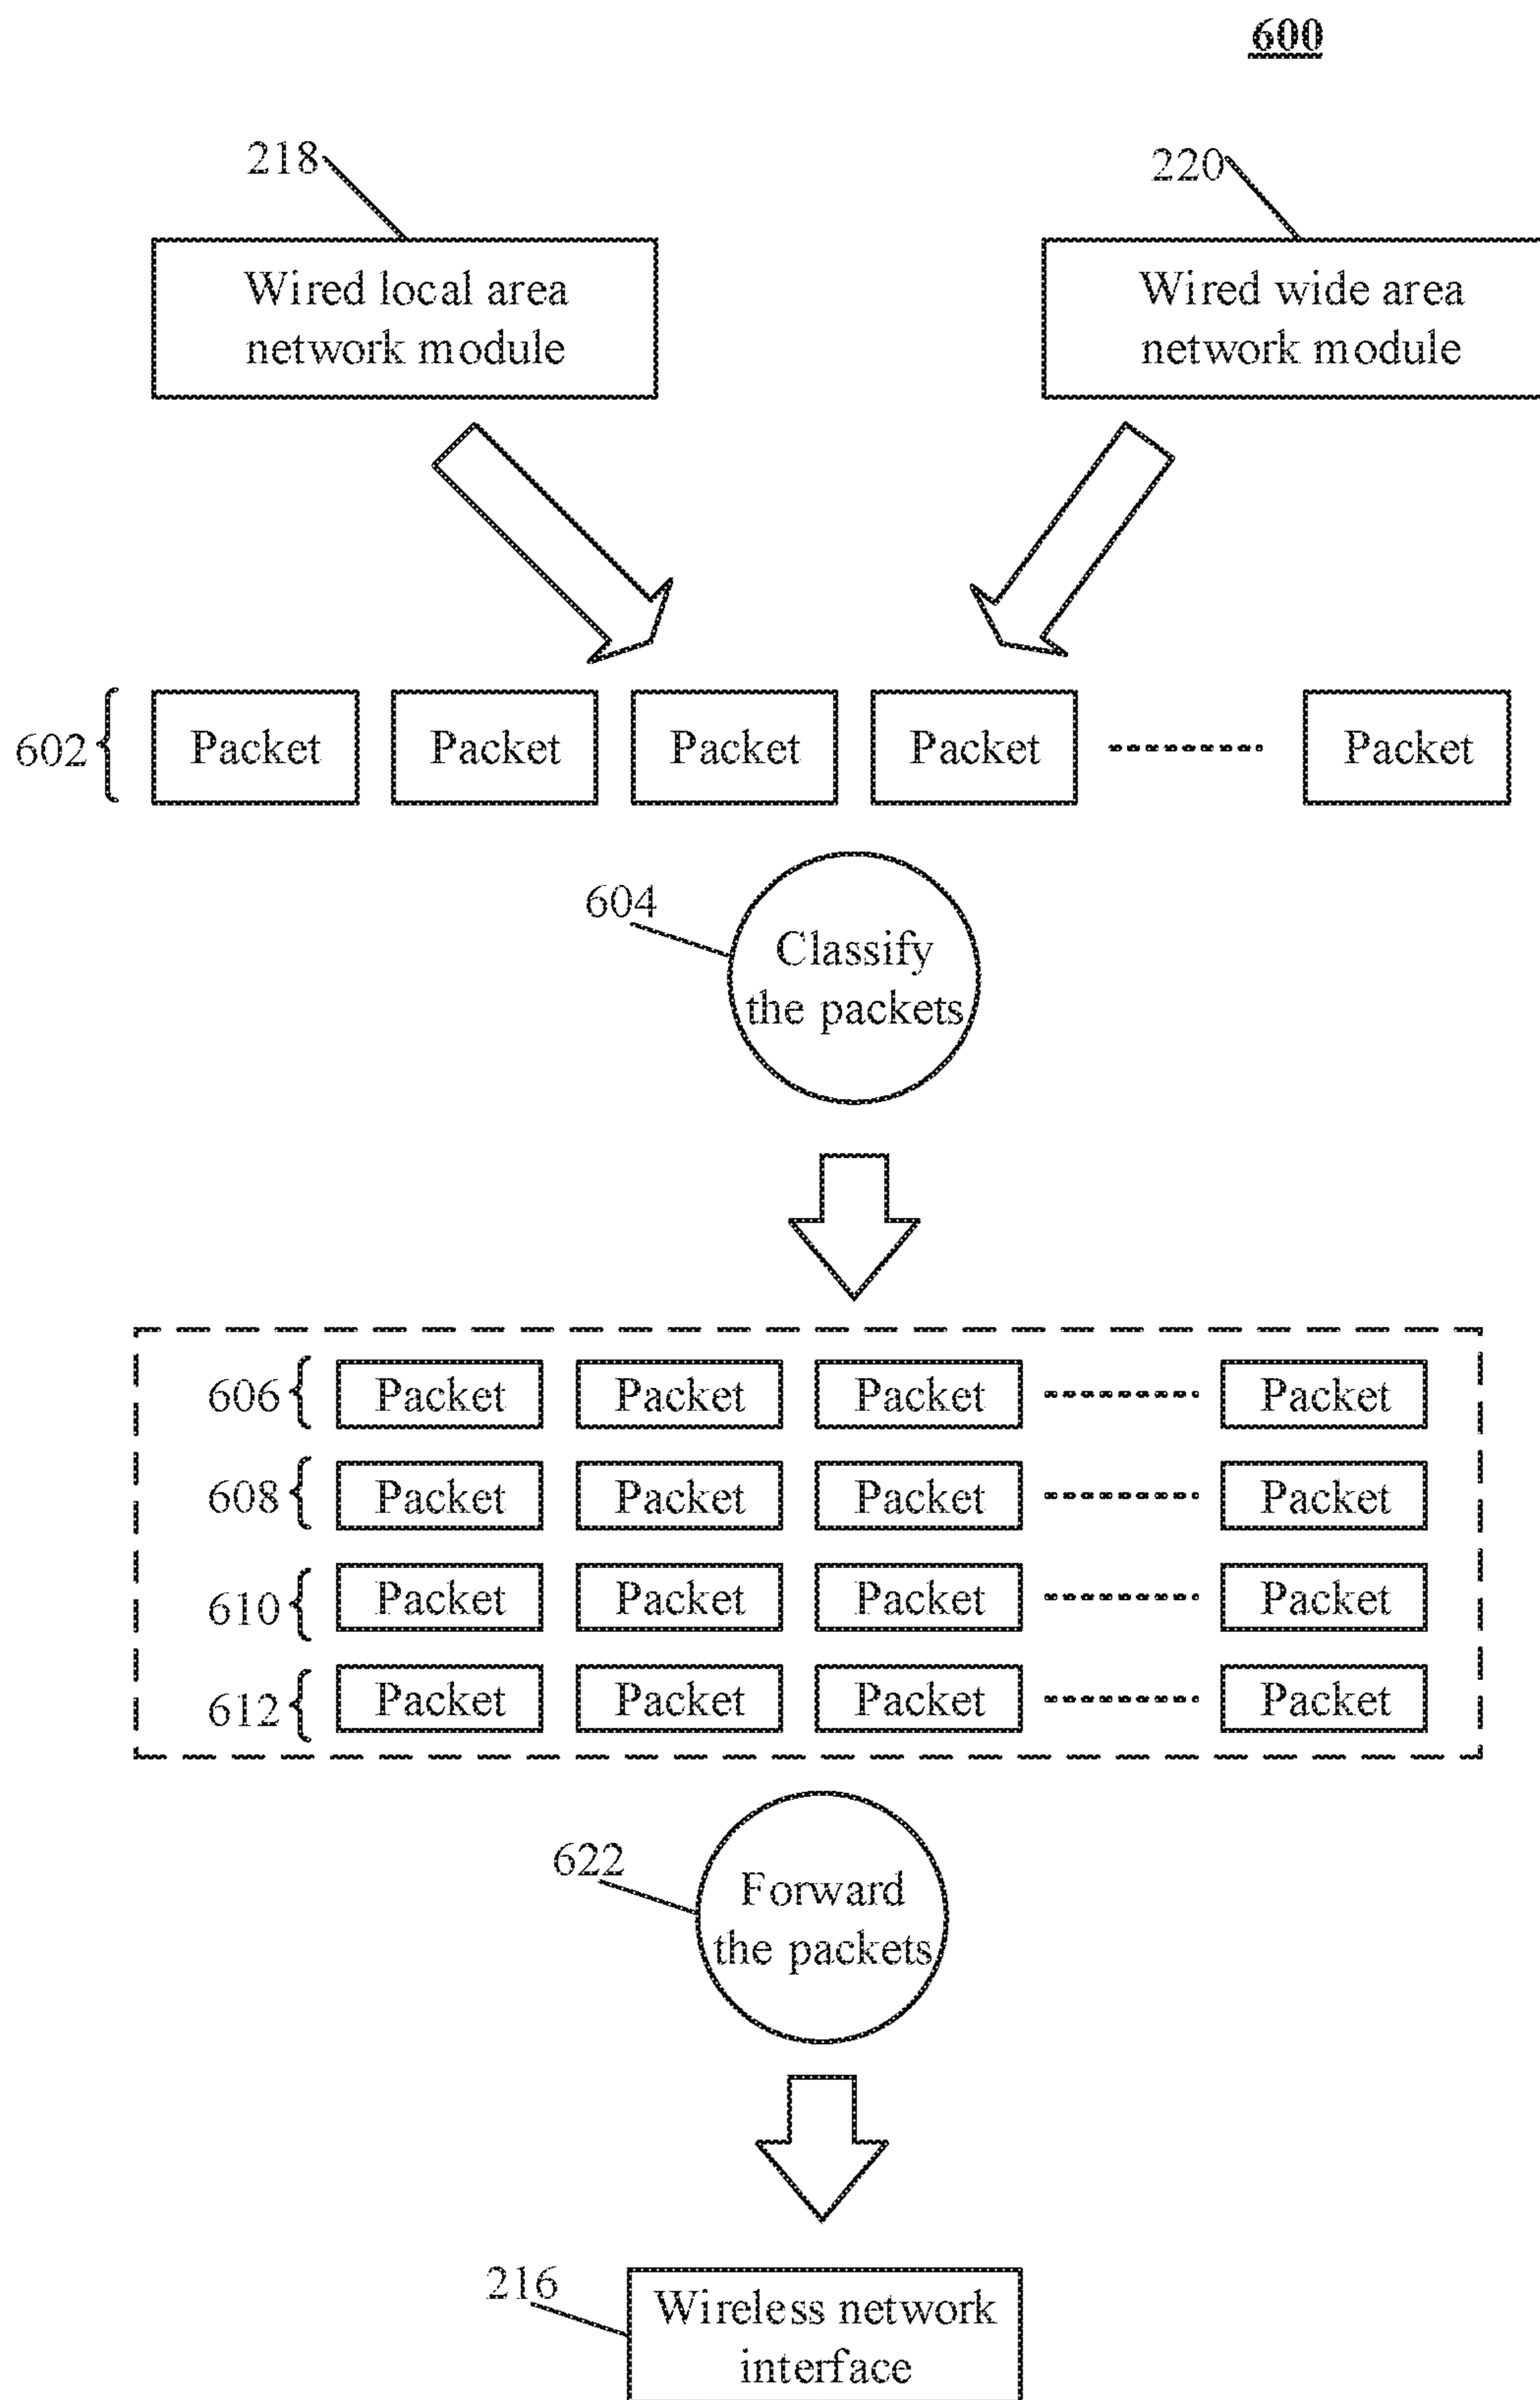 600
218
220
Wired local area
network module
Wired wide area
network module
602 Packet Packet Packet Packet Packet
604
Classify
the packets
606 Packet Packet Packet Packet
608 Packet Packet Packet Packet
610 Packet Packet Packet Packet
612 Packet Packet Packet Packet
622
Forward
the packets
216
Wireless network
interface